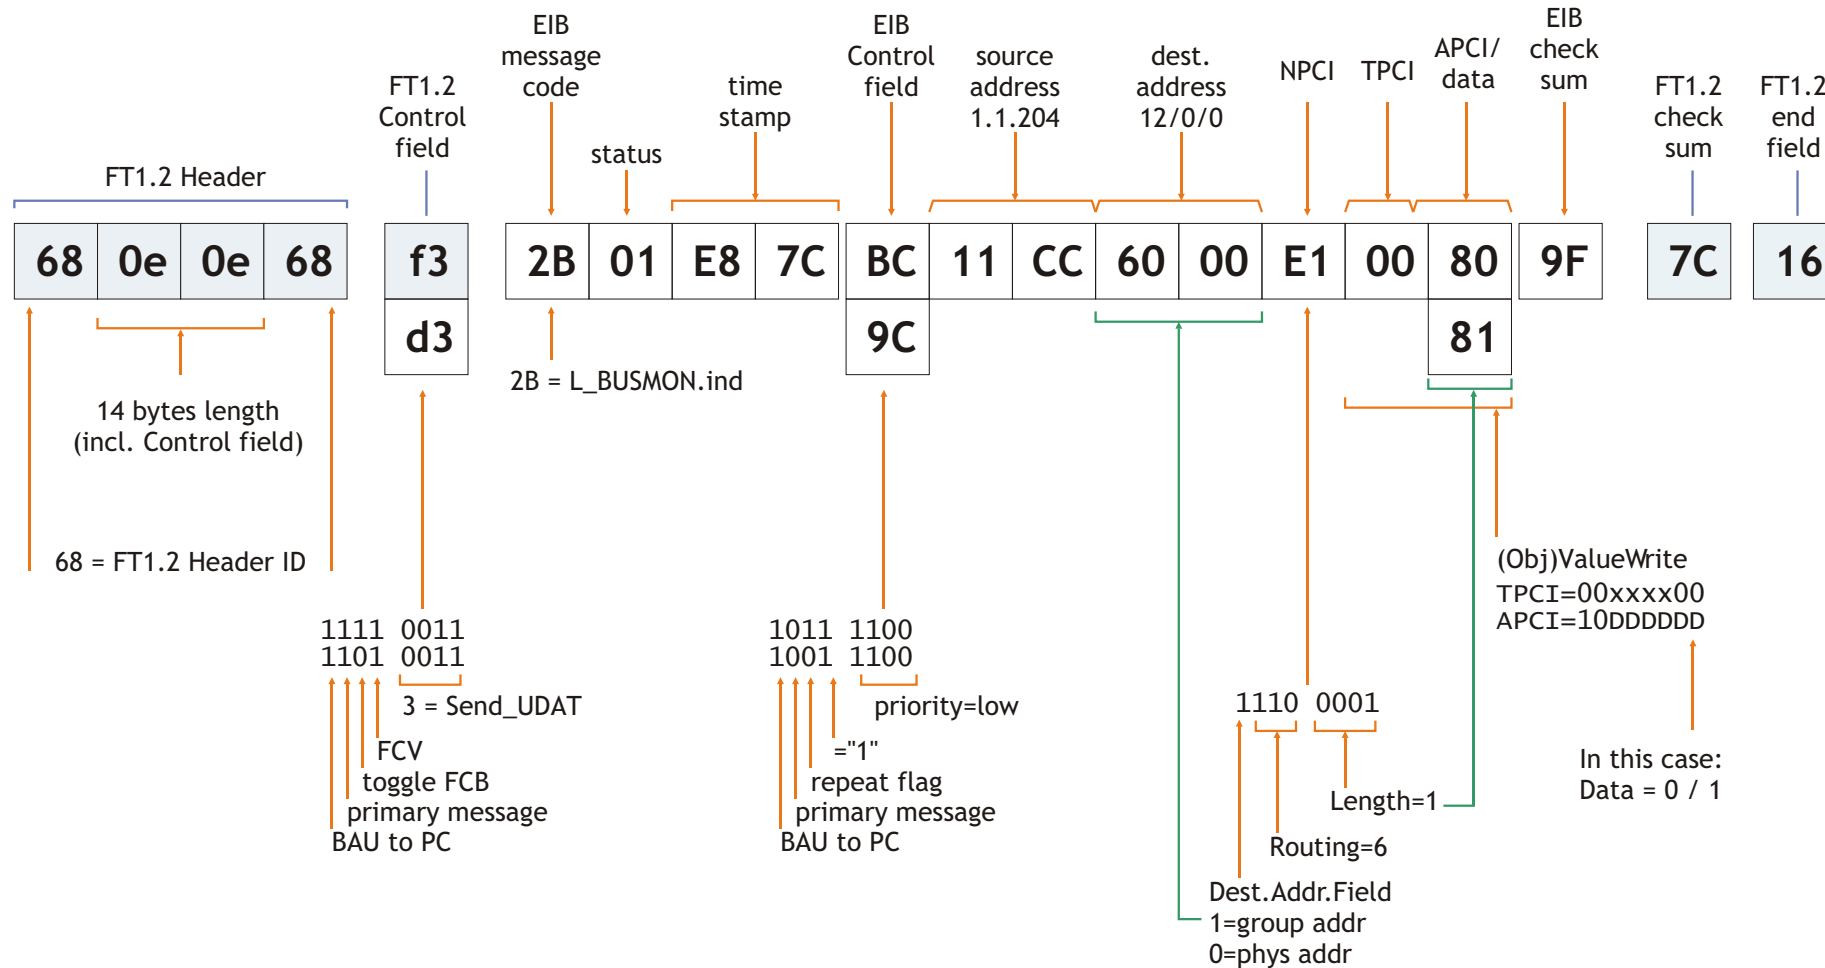 FT1.2 Header
FT1.2
Control
field
EIB
message
code
status
time
stamp
EIB
Control
field
source
address
1.1.204
dest.
address
12/0/0
NPCI
TPCI
APCI/
data
EIB
check
sum
FT1.2
check
sum
FT1.2
end
field
68 0e 0e 68 f3 2B 01 E8 7C BC 11 CC 60 00 E1 00 80 9F 7C 16
d3 9C 81
2B = L_BUSMON.ind
14 bytes length
(incl. Control field)
68 = FT1.2 Header ID
1111 0011
1101 0011
3 = Send_UDAT
FCV
toggle FCB
primary message
BAU to PC
1011 1100
1001 1100
priority=low
="1"
repeat flag
primary message
BAU to PC
1110 0001
Length=1
Routing=6
Dest.Addr.Field
1=group addr
0=phys addr
(Obj)ValueWrite
TPCI=00xxxx00
APCI=10DDDDDD
In this case:
Data = 0 / 1